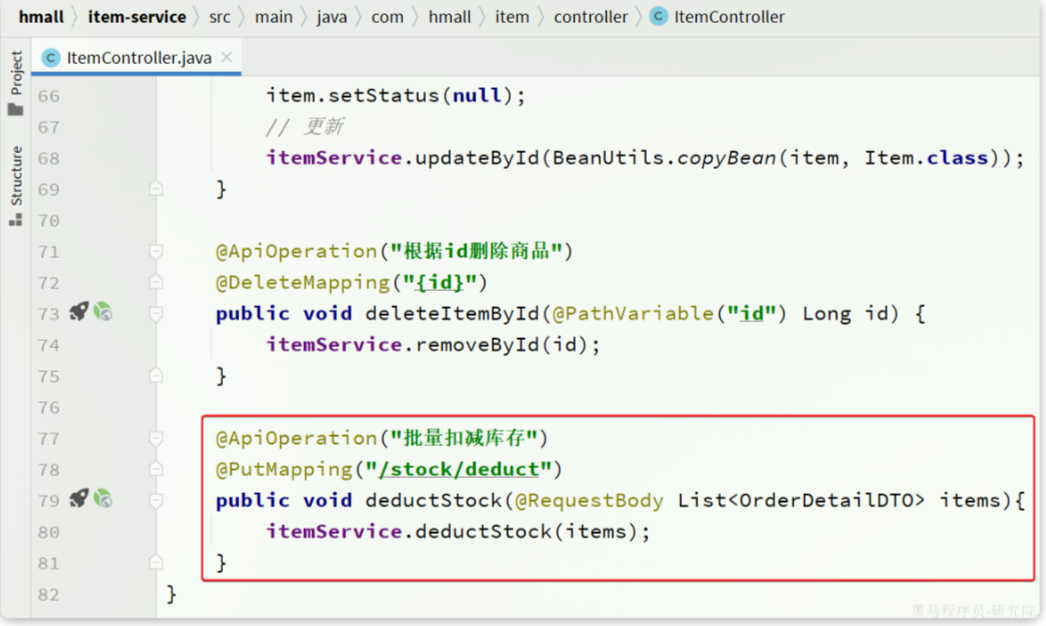 hmall 〉 item-service 〉 src 〉 main 〉 java 〉 com 〉 hmall 〉 item 〉 controller 〉 C ItemController
Project
Structure
C ItemController.java ×
66 item.setStatus(null);
67 // 更新
68 itemService.updateById(BeanUtils.copyBean(item, Item.class));
69 }
70
71 @ApiOperation("根据id删除商品")
72 @DeleteMapping("{id}")
73 public void deleteItemById(@PathVariable("id") Long id) {
74 itemService.removeById(id);
75 }
76
77 @ApiOperation("批量扣减库存")
78 @PutMapping("/stock/deduct")
79 public void deductStock(@RequestBody List<OrderDetailDTO> items){
80 itemService.deductStock(items);
81 }
82 }
黑马程序员-研究院